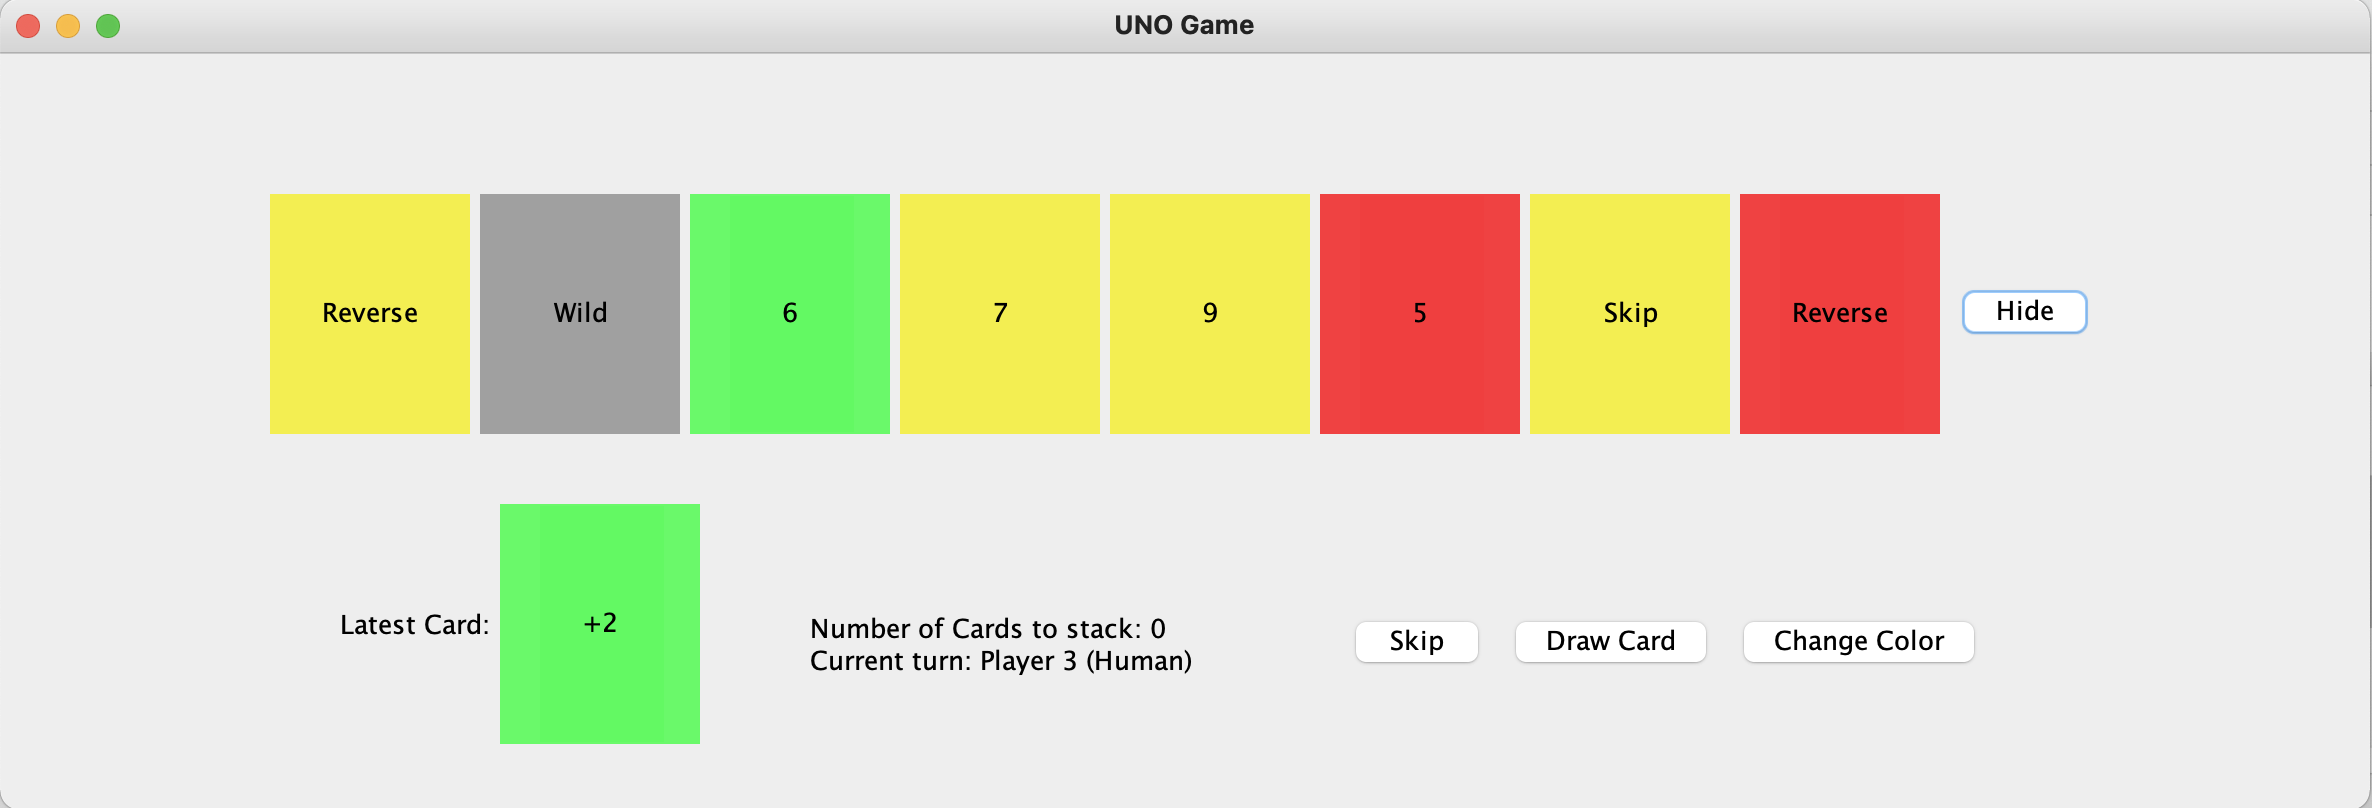 UNO Game
Reverse
Wild
6
7
9
5
Skip
Reverse
Hide
Latest Card:
+2
Number of Cards to stack: 0
Current turn: Player 3 (Human)
Skip
Draw Card
Change Color